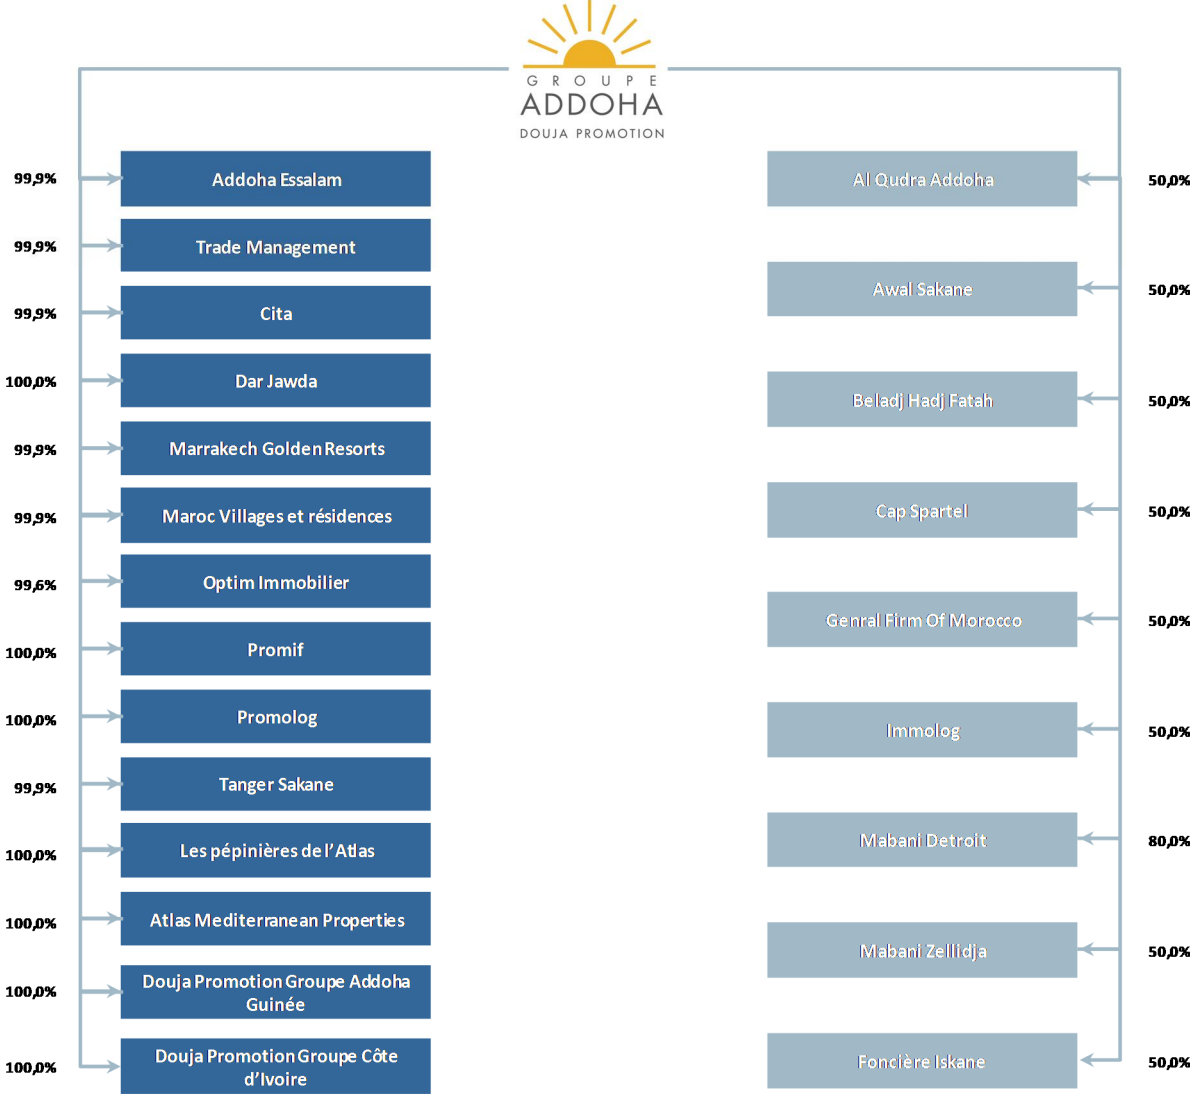 GROUPE
ADDOHA
DOUJA PROMOTION
99,9%
Addoha Essalam
99,9%
Trade Management
99,9%
Cita
100,0%
Dar Jawda
99,9%
Marrakech Golden Resorts
99,9%
Maroc Villages et résidences
99,6%
Optim Immobilier
100,0%
Promif
100,0%
Promolog
99,9%
Tanger Sakane
100,0%
Les pépinières de l’Atlas
100,0%
Atlas Mediterranean Properties
100,0%
Douja Promotion Groupe Addoha
Guinée
100,0%
Douja Promotion Groupe Côte
d’Ivoire
Al Qudra Addoha
50,0%
Awal Sakane
50,0%
Beladj Hadj Fatah
50,0%
Cap Spartel
50,0%
Genral Firm Of Morocco
50,0%
Immolog
50,0%
Mabani Detroit
80,0%
Mabani Zellidja
50,0%
Foncière Iskane
50,0%